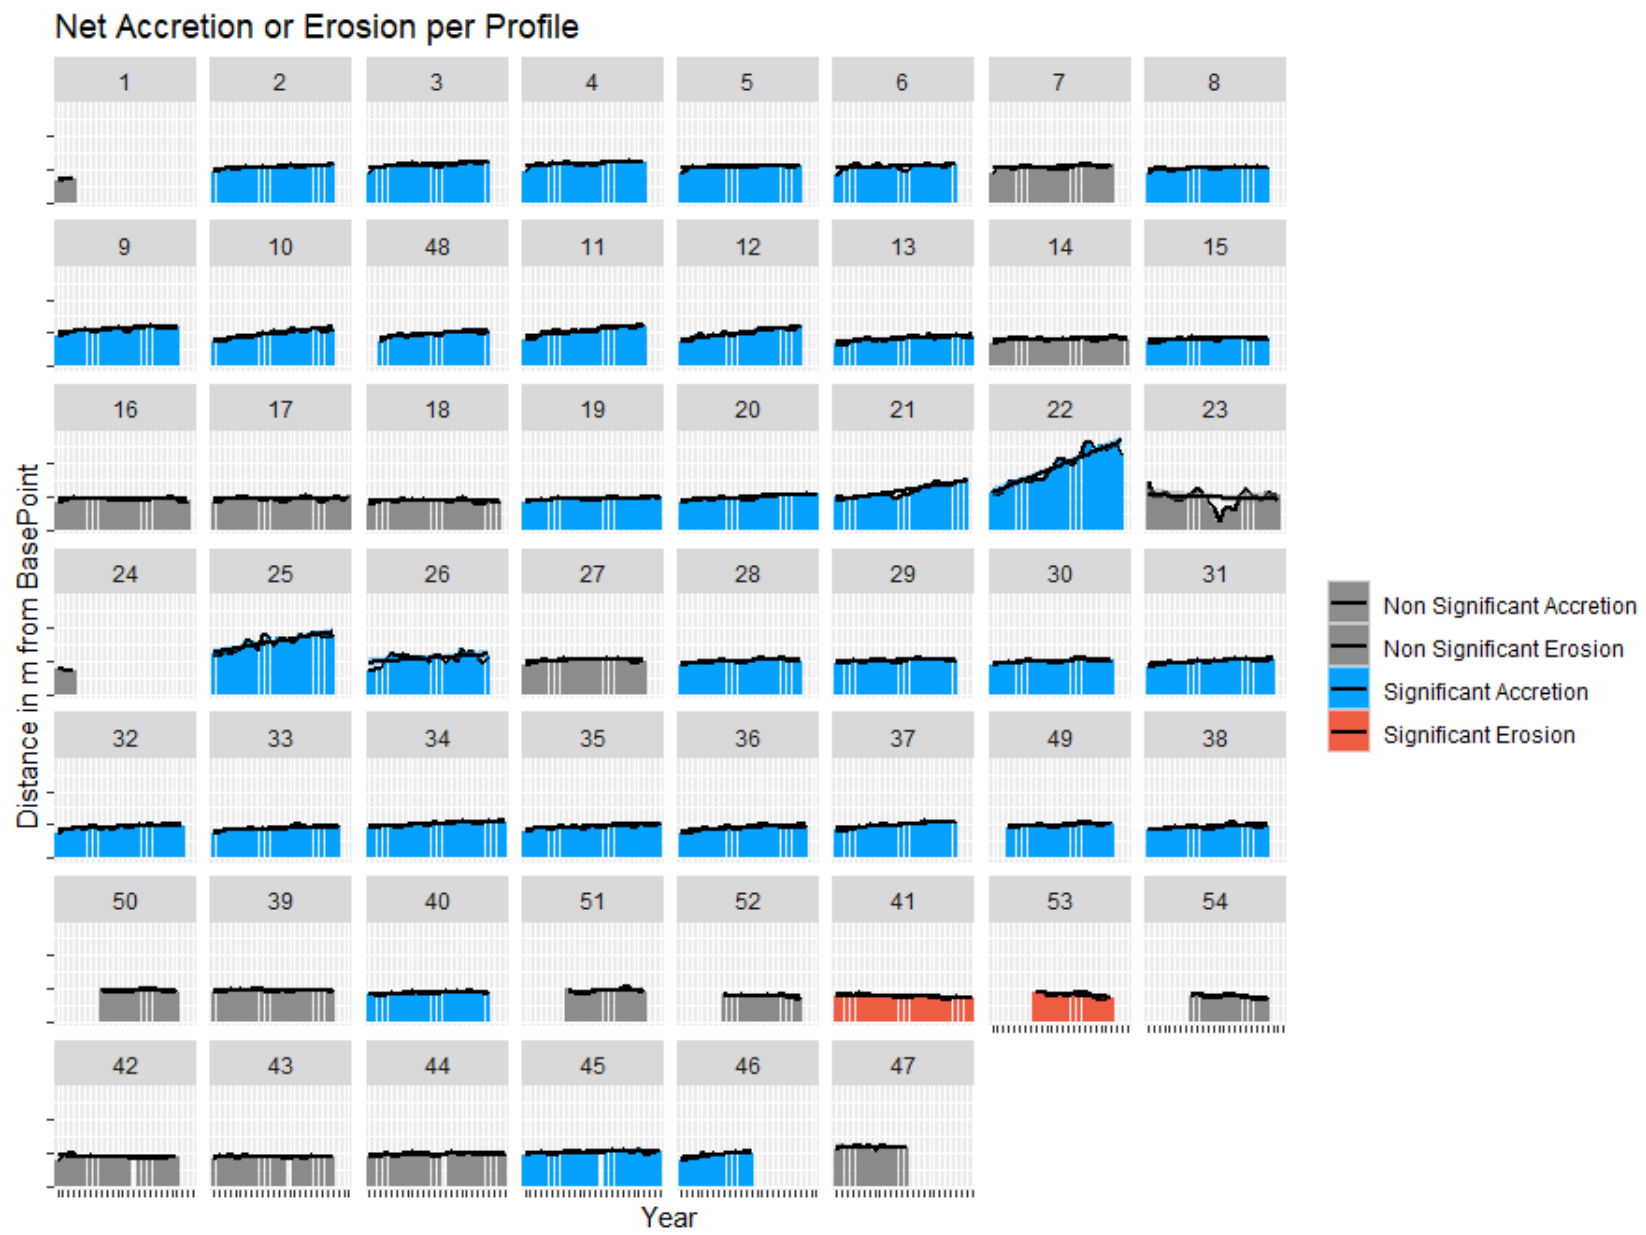 Net Accretion or Erosion per Profile
1 2 3 4 5 6 7 8
9 10 48 11 12 13 14 15
16 17 18 19 20 21 22 23
24 25 26 27 28 29 30 31
32 33 34 35 36 37 49 38
50 39 40 51 52 41 53 54
42 43 44 45 46 47
Distance in m from BasePoint
Year
Non Significant Accretion
Non Significant Erosion
Significant Accretion
Significant Erosion